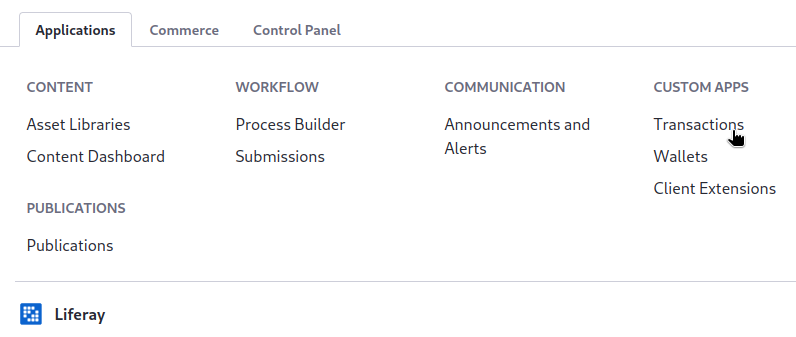 Applications
Commerce
Control Panel
CONTENT
Asset Libraries
Content Dashboard
PUBLICATIONS
Publications
WORKFLOW
Process Builder
Submissions
COMMUNICATION
Announcements and
Alerts
CUSTOM APPS
Transactions
Wallets
Client Extensions
Liferay